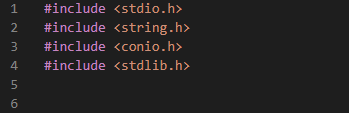 1 #include <stdio.h>
2 #include <string.h>
3 #include <conio.h>
4 #include <stdlib.h>
5
6